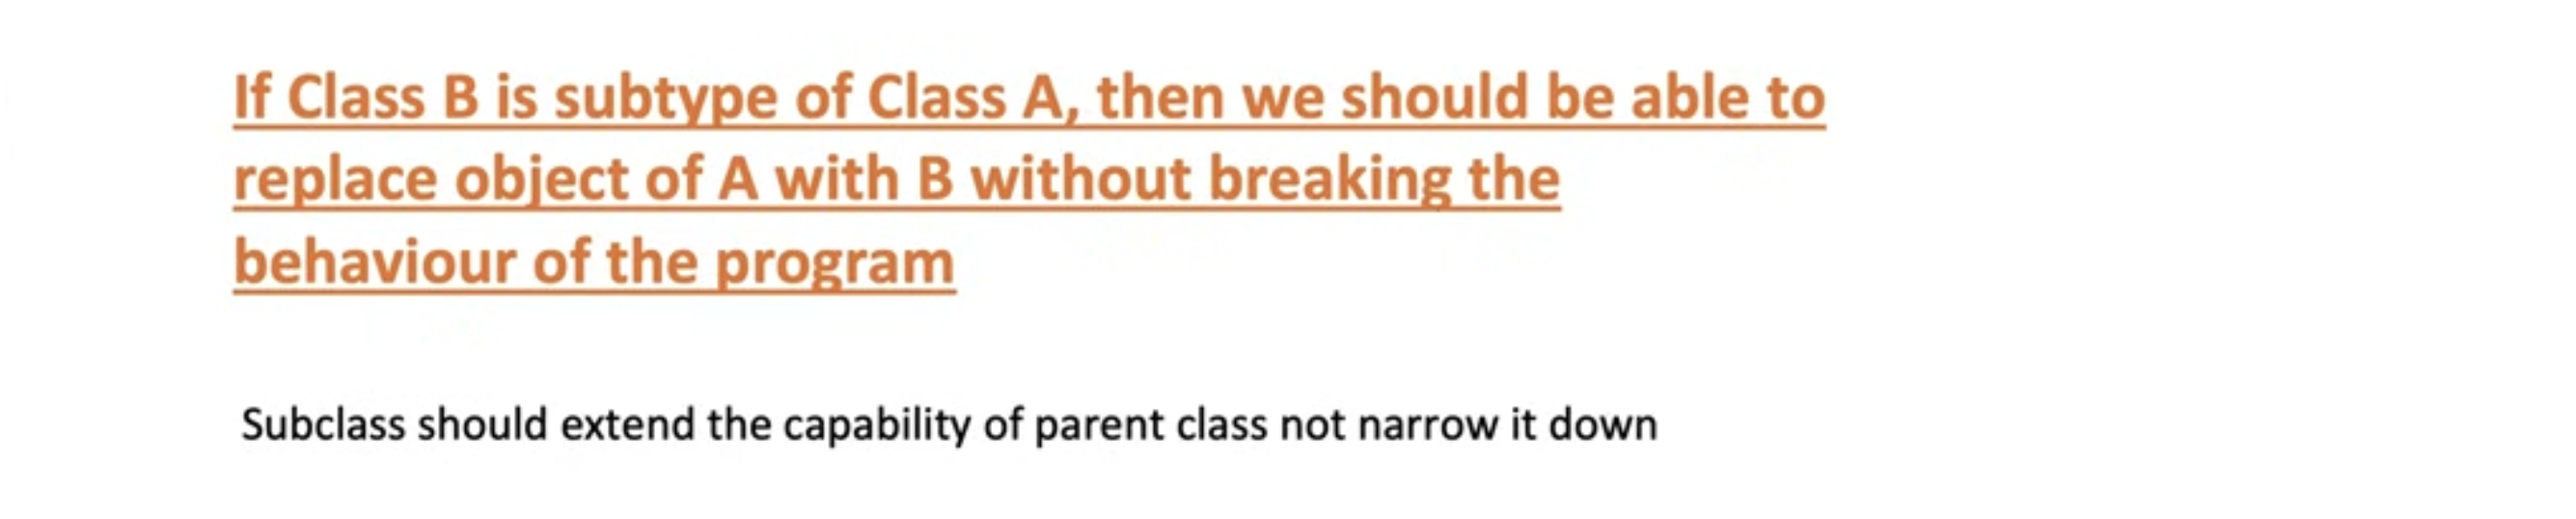 If Class B is subtype of Class A, then we should be able to
replace object of A with B without breaking the
behaviour of the program
Subclass should extend the capability of parent class not narrow it down